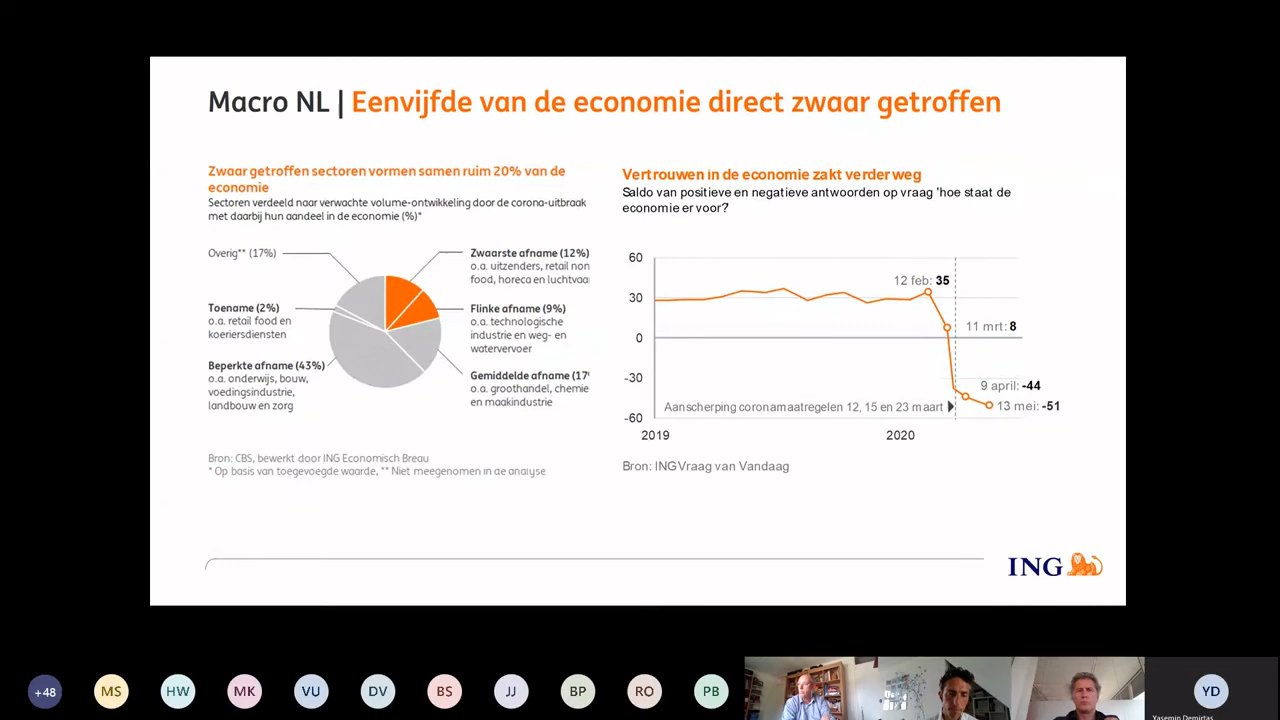 Macro NL | Eenvijfde van de economie direct zwaar getroffen
Zwaar getroffen sectoren vormen samen ruim 20% van de
economie
Sectoren verdeeld naar verwachte volume-ontwikkeling door de corona-uitbraak
met daarbij hun aandeel in de economie (%)*
Overig** (17%)
Toename (2%)
o.a. retail food en
koeriersdiensten
Beperkte afname (43%)
o.a. onderwijs, bouw,
voedingsindustrie,
landbouw en zorg
Zwaarste afname (12%)
o.a. uitzenders, retail non
food, horeca en luchtvaar
Flinke afname (9%)
o.a. technologische
industrie en weg- en
watervervoer
Gemiddelde afname (17
o.a. groothandel, chemie
en maakindustrie
Bron: CBS, bewerkt door ING Economisch Breau
* Op basis van toegevoegde waarde, ** Niet meegenomen in de analyse
Vertrouwen in de economie zakt verder weg
Saldo van positieve en negatieve antwoorden op vraag 'hoe staat de
economie er voor?
60
30
0
-30
-60
12 feb: 35
11 mrt: 8
9 april: -44
13 mei: -51
Aanscherping coronamaatregelen 12, 15 en 23 maart
2019
2020
Bron: ING Vraag van Vandaag
ING
+48
MS
HW
MK
VU
DV
BS
JJ
BP
RO
PB
YD
Yasemin Demirtas